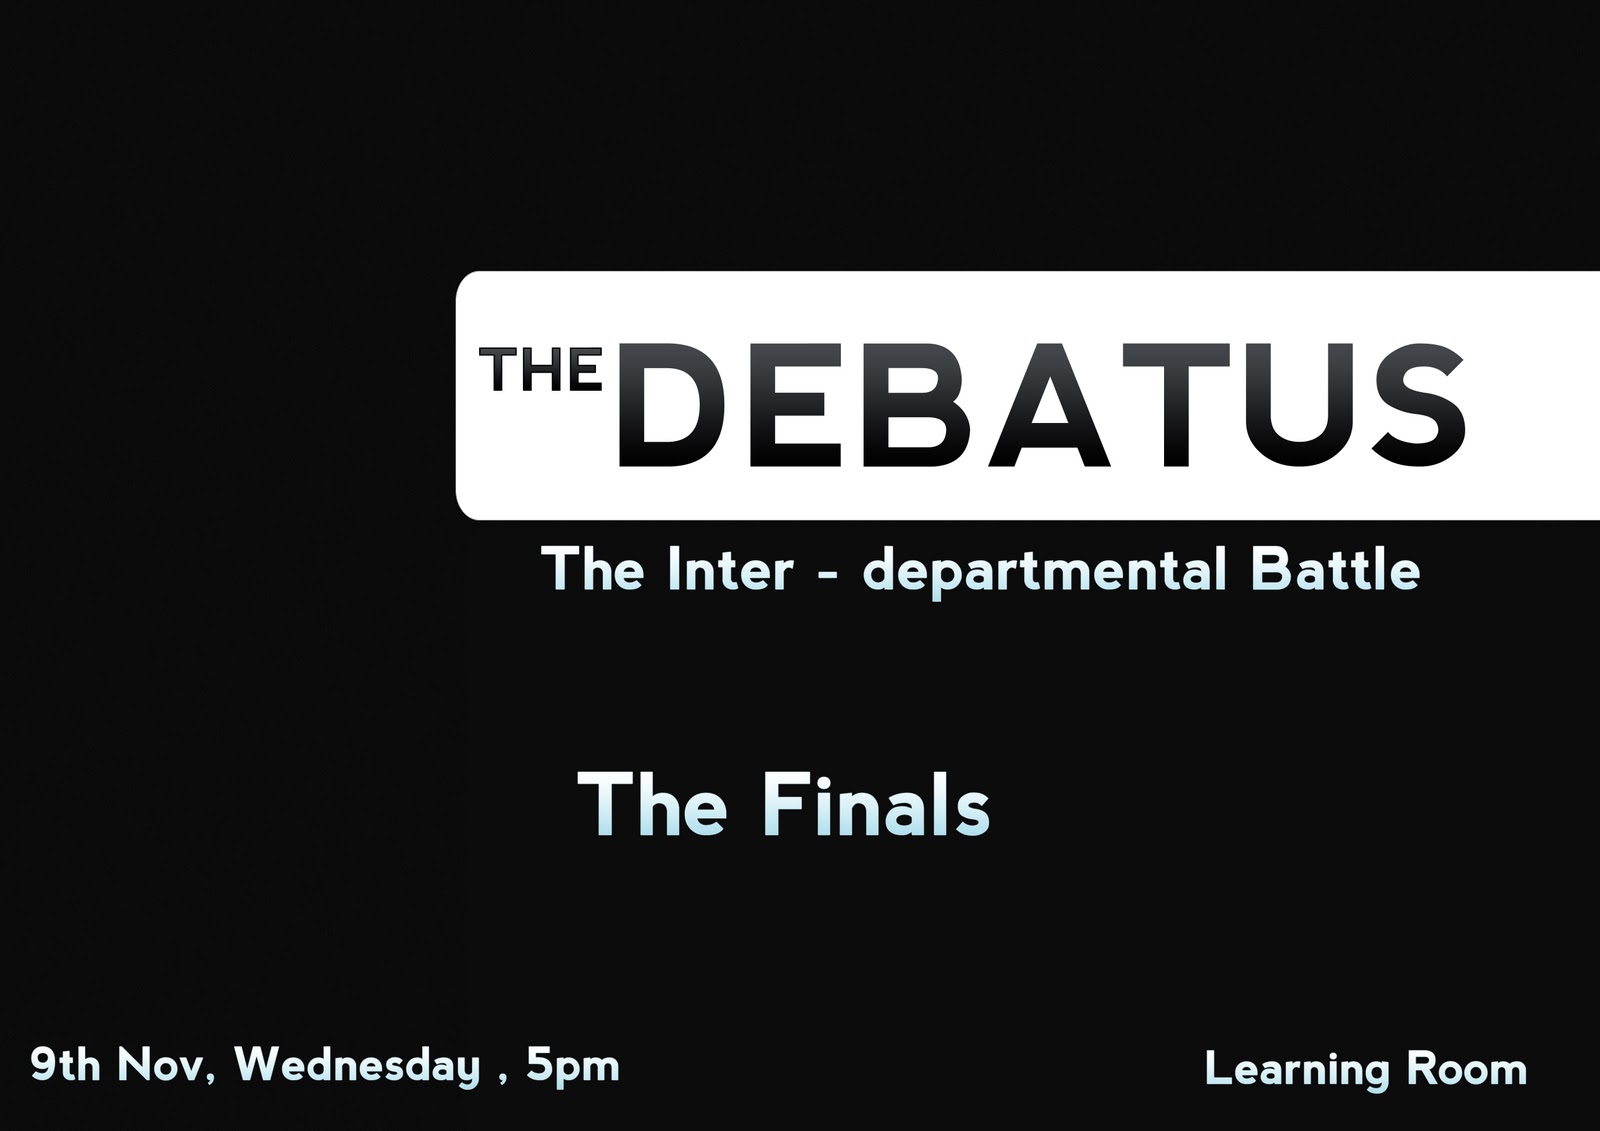 THE DEBATUS
The Inter - departmental Battle
The Finals
9th Nov, Wednesday , 5pm
Learning Room